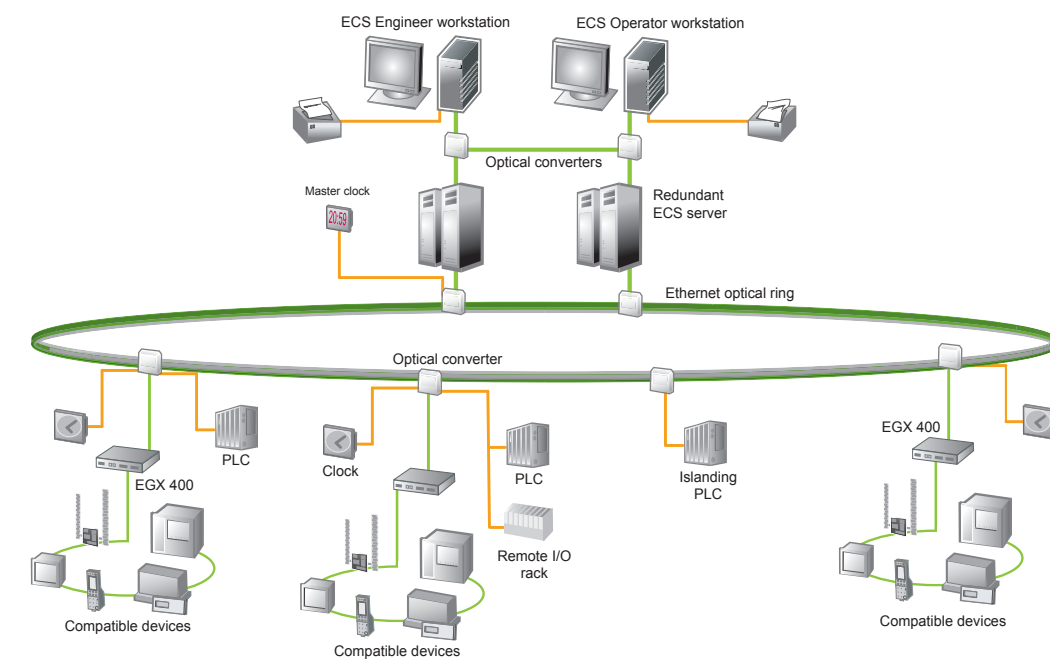 ECS Engineer workstation
ECS Operator workstation
Optical converters
Master clock
20:59
Redundant
ECS server
Ethernet optical ring
Optical converter
PLC
EGX 400
Clock
PLC
Remote I/O
rack
Islanding
PLC
EGX 400
Compatible devices
Compatible devices
Compatible devices